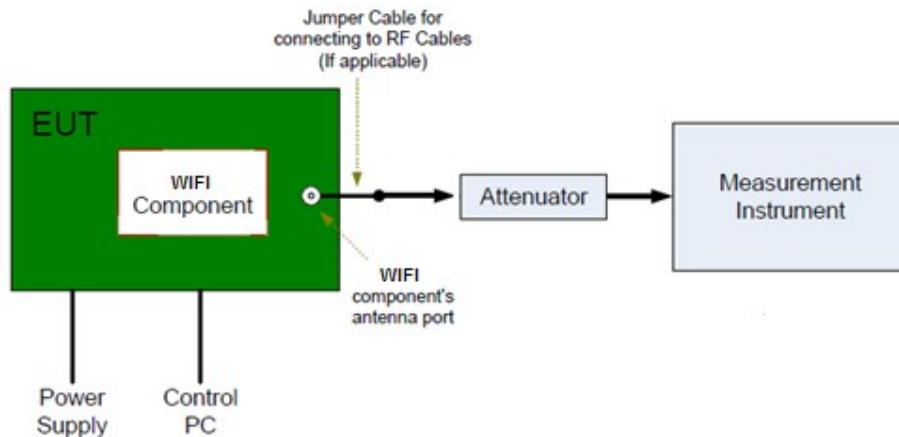 Jumper Cable for
connecting to RF Cables
(If applicable)
EUT
WIFI
Component
Attenuator
Measurement
Instrument
WIFI
component's
antenna port
Power
Supply
Control
PC